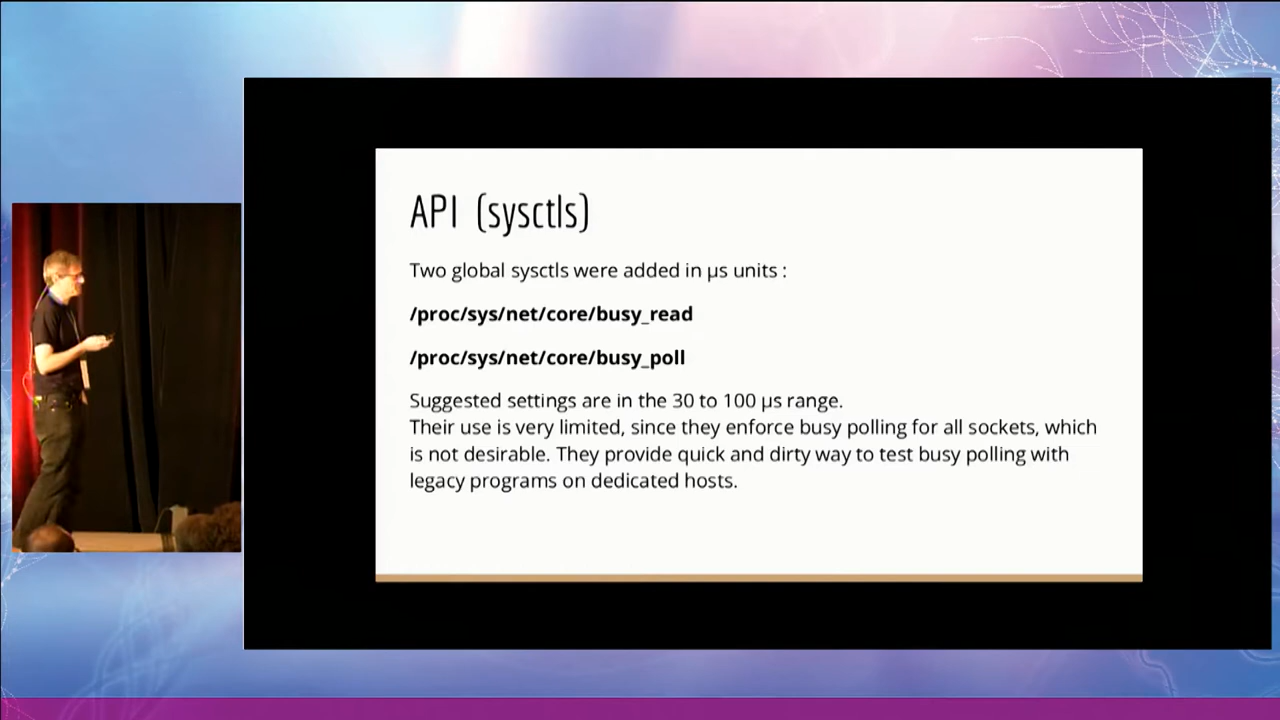 API (sysctls)
Two global sysctls were added in µs units :
/proc/sys/net/core/busy_read
/proc/sys/net/core/busy_poll
Suggested settings are in the 30 to 100 µs range.
Their use is very limited, since they enforce busy polling for all sockets, which
is not desirable. They provide quick and dirty way to test busy polling with
legacy programs on dedicated hosts.